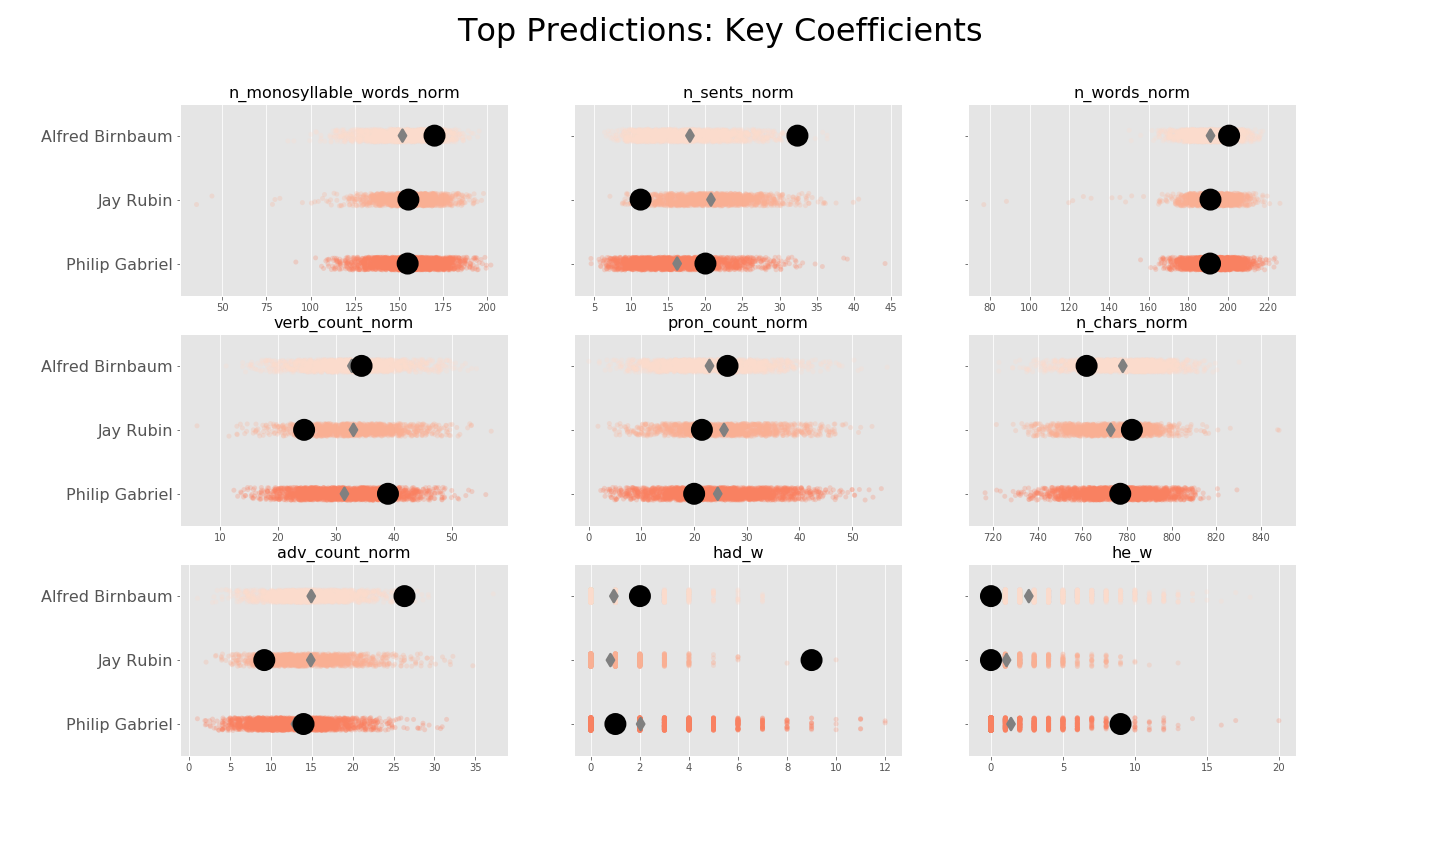 Top Predictions: Key Coefficients
n_monosyllable_words_norm n_sents_norm n_words_norm
Alfred Birnbaum
Jay Rubin
Philip Gabriel
50 75 100 125 150 175 200 5 10 15 20 25 30 35 40 45 80 100 120 140 160 180 200 220
verb_count_norm pron_count_norm n_chars_norm
Alfred Birnbaum
Jay Rubin
Philip Gabriel
10 20 30 40 50 0 10 20 30 40 50 720 740 760 780 800 820 840
adv_count_norm had_w he_w
Alfred Birnbaum
Jay Rubin
Philip Gabriel
0 5 10 15 20 25 30 35 0 2 4 6 8 10 12 0 5 10 15 20